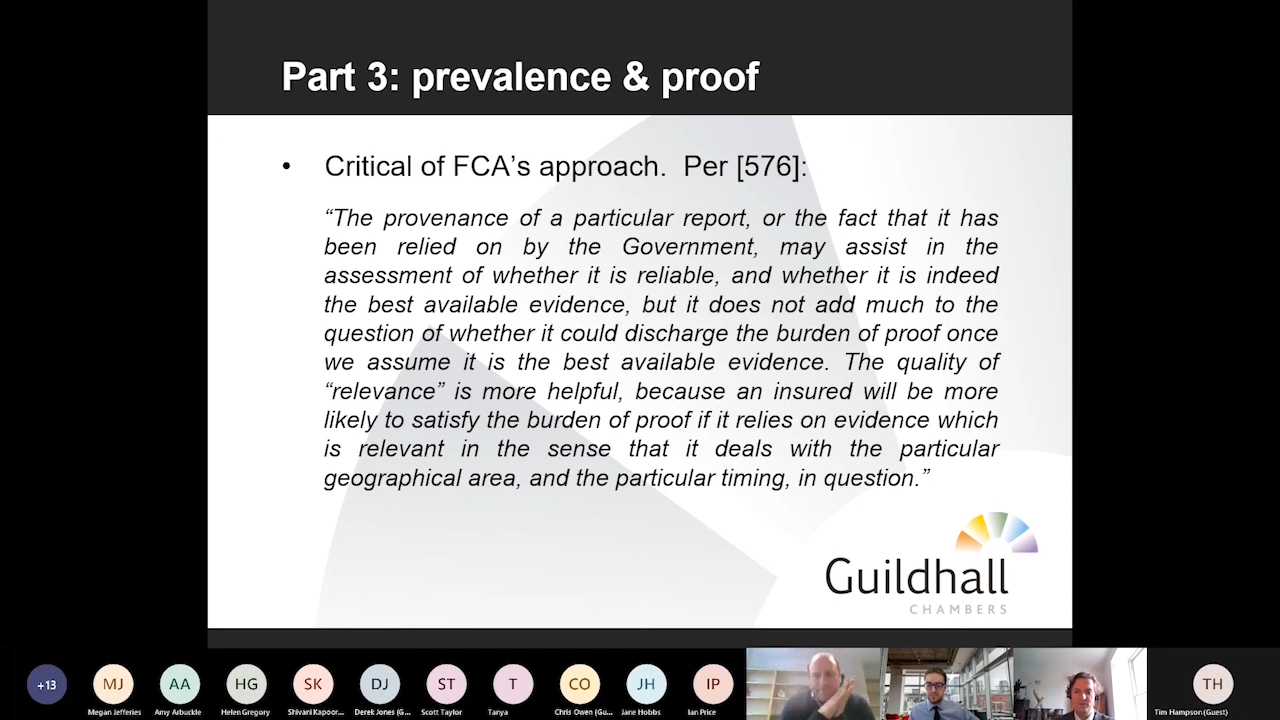 Part 3: prevalence & proof
• Critical of FCA’s approach. Per [576]:
“The provenance of a particular report, or the fact that it has
been relied on by the Government, may assist in the
assessment of whether it is reliable, and whether it is indeed
the best available evidence, but it does not add much to the
question of whether it could discharge the burden of proof once
we assume it is the best available evidence. The quality of
“relevance” is more helpful, because an insured will be more
likely to satisfy the burden of proof if it relies on evidence which
is relevant in the sense that it deals with the particular
geographical area, and the particular timing, in question.”
Guildhall
CHAMBERS
+13 MJ AA HG SK DJ ST T CO JH IP TH
Megan Jefferies Amy Arbuckle Helen Gregory Shivani Kapoor... Derek Jones (G... Scott Taylor Tanya Chris Owen (Gu... Jane Hobbs Ian Price Tim Hampson (Guest)